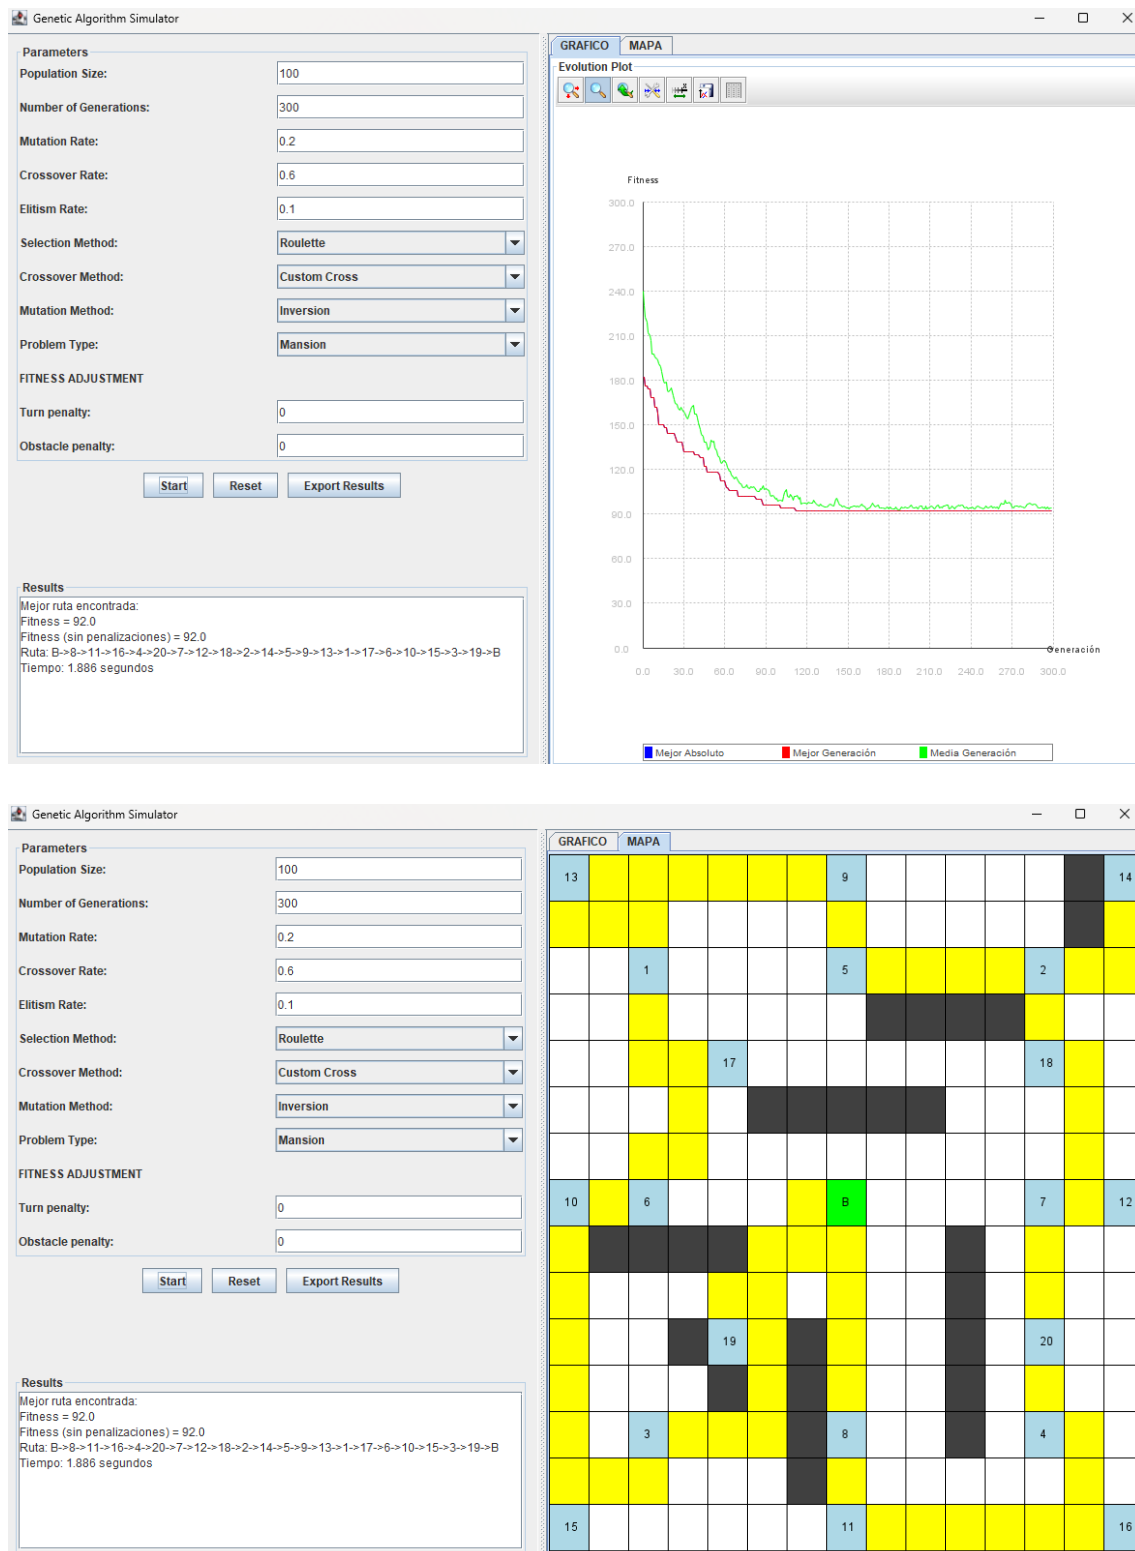 Genetic Algorithm Simulator
Parameters
Population Size: 100
Number of Generations: 300
Mutation Rate: 0.2
Crossover Rate: 0.6
Elitism Rate: 0.1
Selection Method: Roulette
Crossover Method: Custom Cross
Mutation Method: Inversion
Problem Type: Mansion
FITNESS ADJUSTMENT
Turn penalty: 0
Obstacle penalty: 0
Start Reset Export Results
Results
Mejor ruta encontrada:
Fitness = 92.0
Fitness (sin penalizaciones) = 92.0
Ruta: B->8->11->16->4->20->7->12->18->2->14->5->9->13->1->17->6->10->15->3->19->B
Tiempo: 1.886 segundos
GRAFICO MAPA
Evolution Plot
Fitness
300.0
270.0
240.0
210.0
180.0
150.0
120.0
90.0
60.0
30.0
0.0
Generación
0.0 30.0 60.0 90.0 120.0 150.0 180.0 210.0 240.0 270.0 300.0
Mejor Absoluto Mejor Generación Media Generación
Genetic Algorithm Simulator
Parameters
Population Size: 100
Number of Generations: 300
Mutation Rate: 0.2
Crossover Rate: 0.6
Elitism Rate: 0.1
Selection Method: Roulette
Crossover Method: Custom Cross
Mutation Method: Inversion
Problem Type: Mansion
FITNESS ADJUSTMENT
Turn penalty: 0
Obstacle penalty: 0
Start Reset Export Results
Results
Mejor ruta encontrada:
Fitness = 92.0
Fitness (sin penalizaciones) = 92.0
Ruta: B->8->11->16->4->20->7->12->18->2->14->5->9->13->1->17->6->10->15->3->19->B
Tiempo: 1.886 segundos
GRAFICO MAPA
13 9 14
1 5 2
17 18
10 6 B 7 12
19 20
3 8 4
15 11 16